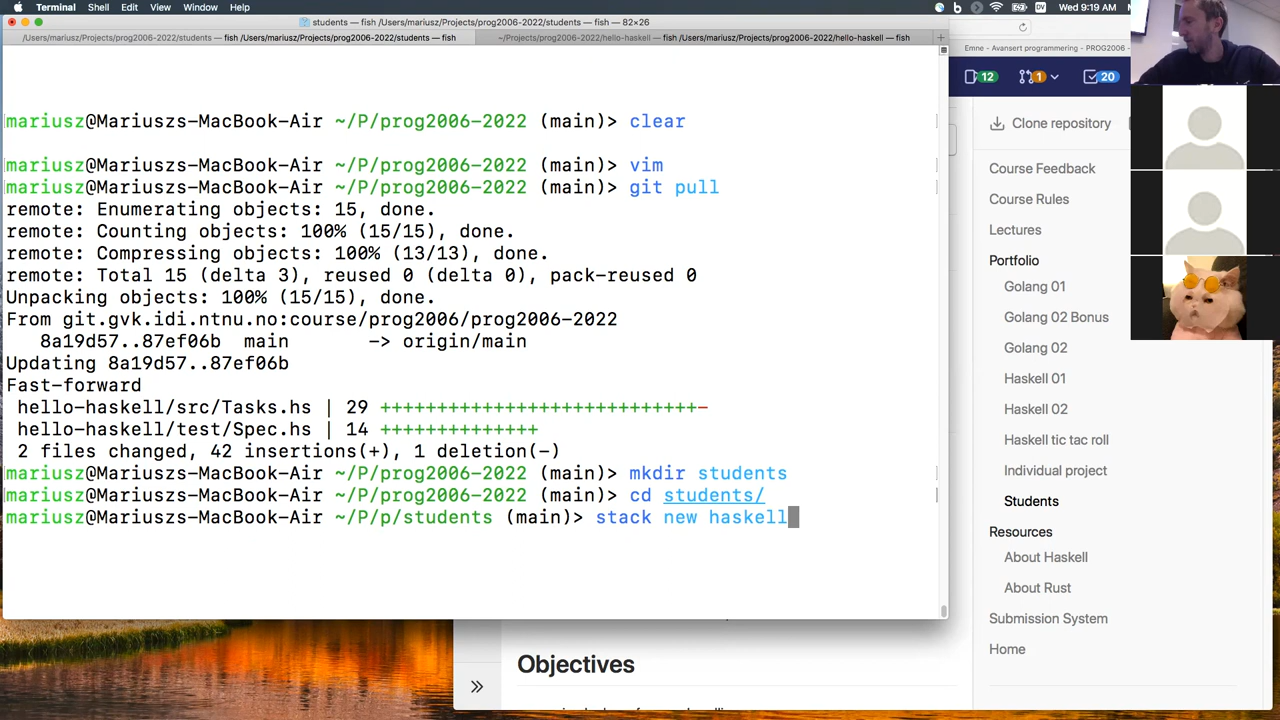 Terminal Shell Edit View Window Help
Wed 9:19 AM
students — fish /Users/mariusz/Projects/prog2006-2022/students — fish — 82×26
/Users/mariusz/Projects/prog2006-2022/students — fish /Users/mariusz/Projects/prog2006-2022/students — fish
~/Projects/prog2006-2022/hello-haskell — fish /Users/mariusz/Projects/prog2006-2022/hello-haskell — fish
Emne - Avansert programmering - PROG2006 -
12 1 20
mariusz@Mariuszs-MacBook-Air ~/P/prog2006-2022 (main)> clear
mariusz@Mariuszs-MacBook-Air ~/P/prog2006-2022 (main)> vim
mariusz@Mariuszs-MacBook-Air ~/P/prog2006-2022 (main)> git pull
remote: Enumerating objects: 15, done.
remote: Counting objects: 100% (15/15), done.
remote: Compressing objects: 100% (13/13), done.
remote: Total 15 (delta 3), reused 0 (delta 0), pack-reused 0
Unpacking objects: 100% (15/15), done.
From git.gvk.idi.ntnu.no:course/prog2006/prog2006-2022
8a19d57..87ef06b main -> origin/main
Updating 8a19d57..87ef06b
Fast-forward
hello-haskell/src/Tasks.hs | 29 ++++++++++++++++++++++++++++-
hello-haskell/test/Spec.hs | 14 ++++++++++++++
2 files changed, 42 insertions(+), 1 deletion(-)
mariusz@Mariuszs-MacBook-Air ~/P/prog2006-2022 (main)> mkdir students
mariusz@Mariuszs-MacBook-Air ~/P/prog2006-2022 (main)> cd students/
mariusz@Mariuszs-MacBook-Air ~/P/p/students (main)> stack new haskell
Clone repository
Course Feedback
Course Rules
Lectures
Portfolio
Golang 01
Golang 02 Bonus
Golang 02
Haskell 01
Haskell 02
Haskell tic tac roll
Individual project
Students
Resources
About Haskell
About Rust
Submission System
Home
Objectives